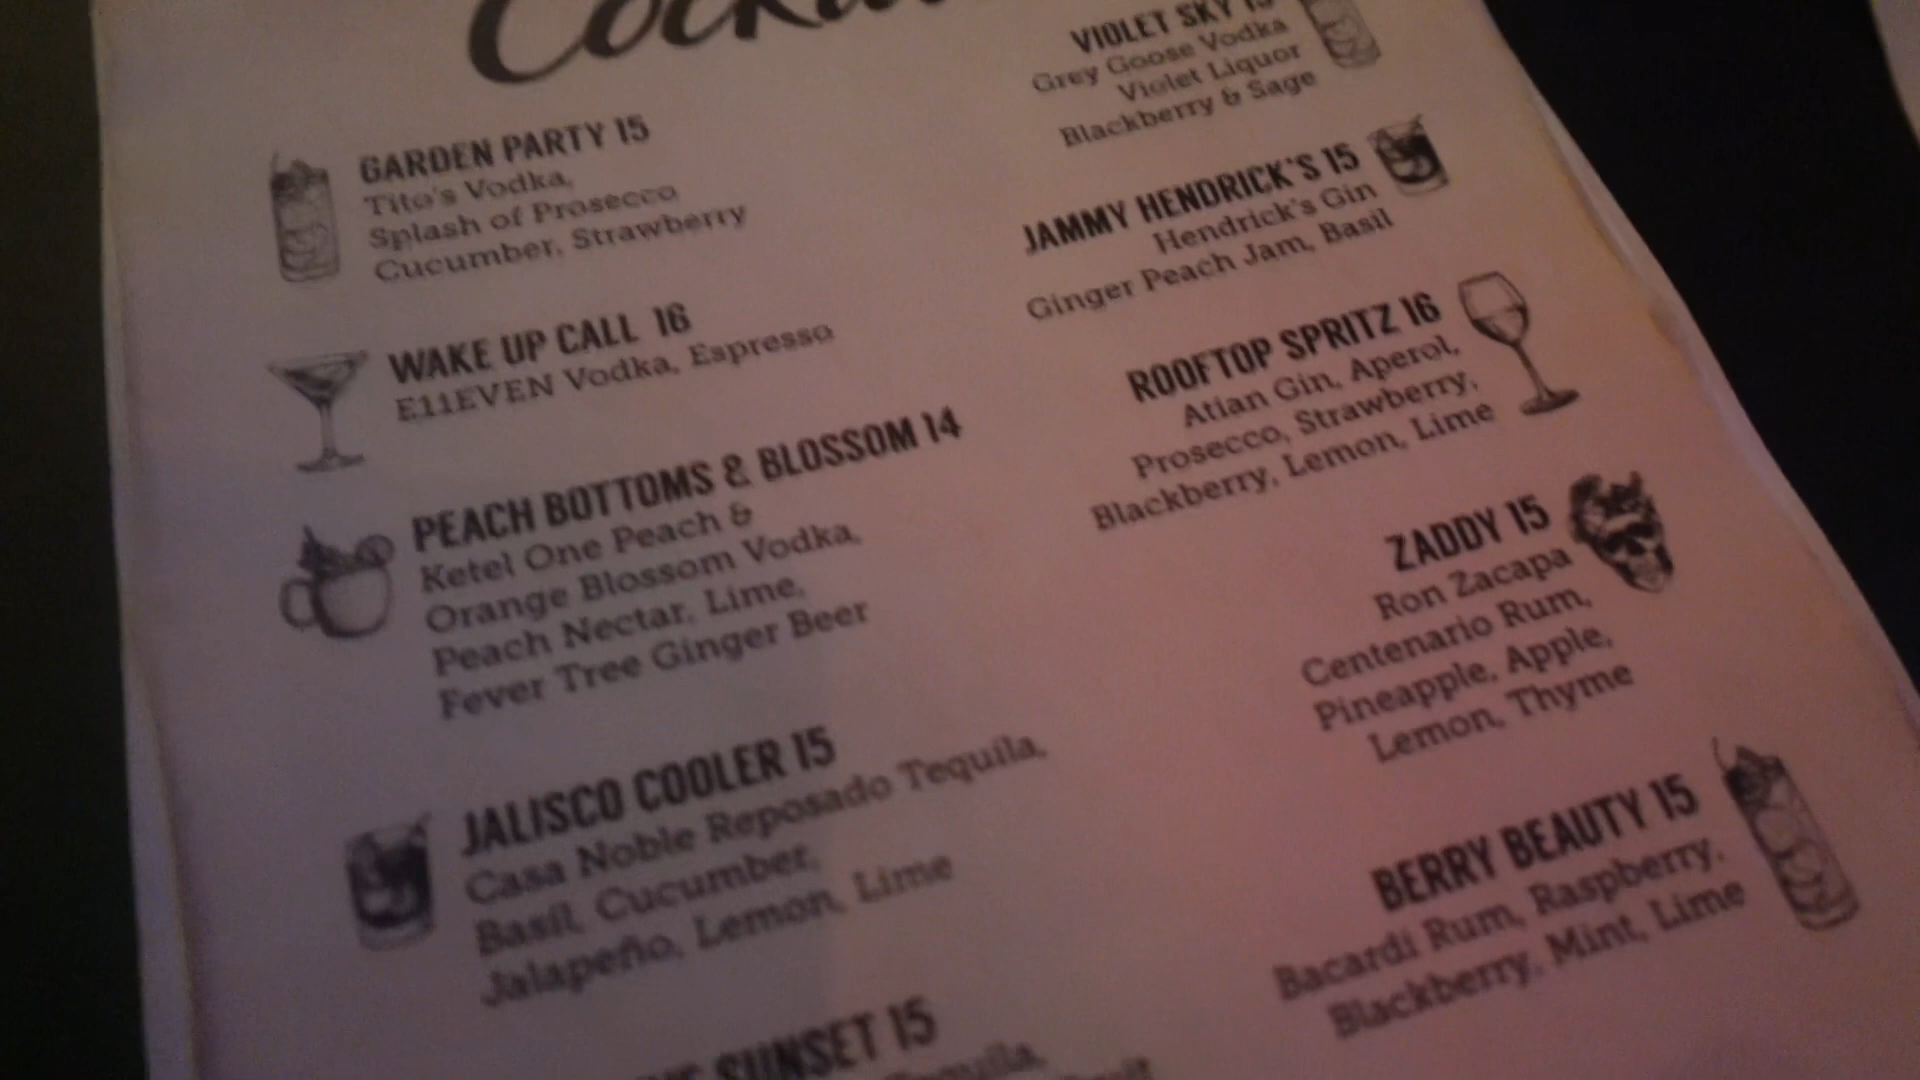 GARDEN PARTY 15
Tito's Vodka,
Splash of Prosecco
Cucumber, Strawberry
WAKE UP CALL 16
E11EVEN Vodka, Espresso
PEACH BOTTOMS & BLOSSOM 14
Ketel One Peach &
Orange Blossom Vodka,
Peach Nectar, Lime,
Fever Tree Ginger Beer
JALISCO COOLER 15
Casa Noble Reposado Tequila,
Basil, Cucumber,
Jalapeño, Lemon, Lime
SUNSET 15
Tequila,
VIOLET SKY 15
Grey Goose Vodka
Violet Liquor
Blackberry & Sage
JAMMY HENDRICK'S 15
Hendrick's Gin
Ginger Peach Jam, Basil
ROOFTOP SPRITZ 16
Atian Gin, Aperol,
Prosecco, Strawberry,
Blackberry, Lemon, Lime
ZADDY 15
Ron Zacapa
Centenario Rum,
Pineapple, Apple,
Lemon, Thyme
BERRY BEAUTY 15
Bacardi Rum, Raspberry,
Blackberry, Mint, Lime